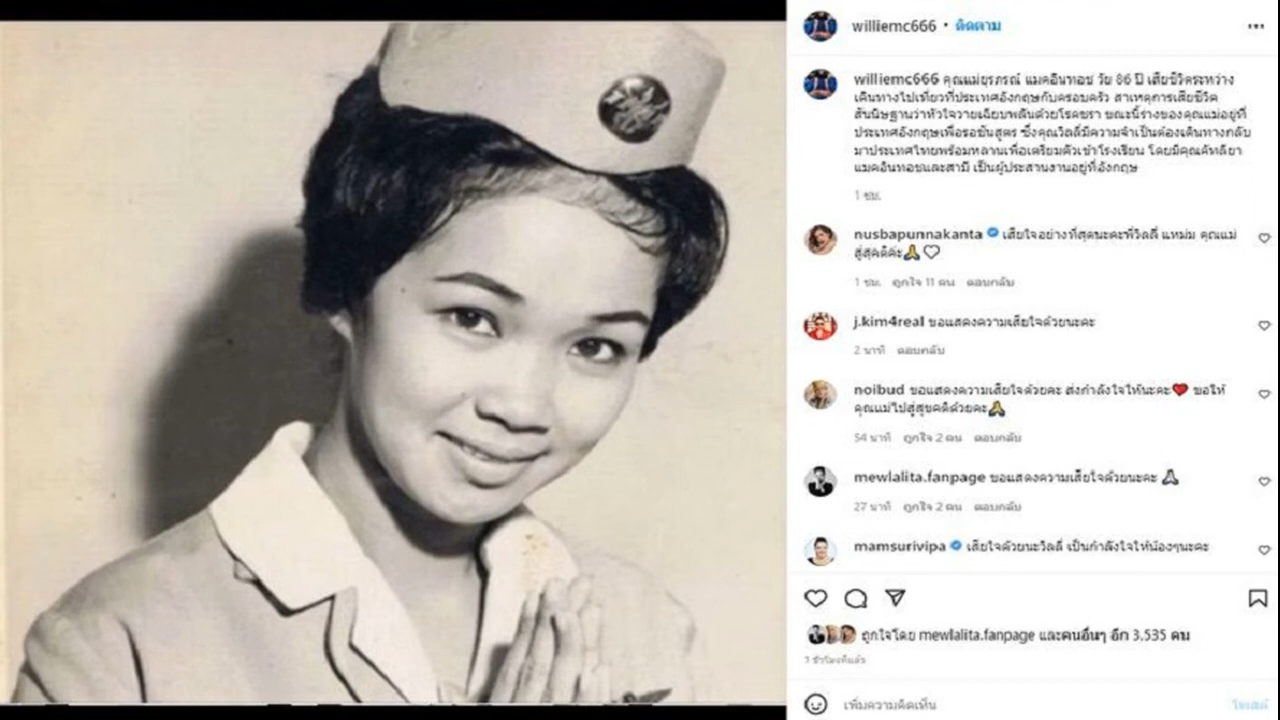 williemc666 • ติดตาม
williemc666 คุณแม่ยุรภรณ์ แมคอินทอช วัย 86 ปี เสียชีวิตระหว่าง
เดินทางไปเที่ยวที่ประเทศอังกฤษกับครอบครัว สาเหตุการเสียชีวิต
สันนิษฐานว่าหัวใจวายเฉียบพลันด้วยโรคชรา ขณะนี้ร่างของคุณแม่อยู่ที่
ประเทศอังกฤษเพื่อรอชันสูตร ซึ่งคุณวิลลี่มีความจำเป็นต้องเดินทางกลับ
มาประเทศไทยพร้อมหลานเพื่อเตรียมตัวเข้าโรงเรียน โดยมีคุณคัทลียา
แมคอินทอชและสามี เป็นผู้ประสานงานอยู่ที่อังกฤษ
1 ชม.
nusbapunnakanta เสียใจอย่างที่สุดนะคะพี่วิลลี่ แหม่ม คุณแม่
สู่สุคติค่ะ🙏🤍
1 ชม. ถูกใจ 11 คน ตอบกลับ
j.kim4real ขอแสดงความเสียใจด้วยนะคะ
2 นาที ตอบกลับ
noibud ขอแสดงความเสียใจด้วยคะ ส่งกำลังใจให้นะคะ❤️ ขอให้
คุณแม่ไปสู่สุขคติด้วยคะ🙏
54 นาที ถูกใจ 2 คน ตอบกลับ
mewlalita.fanpage ขอแสดงความเสียใจด้วยนะคะ 🙏
27 นาที ถูกใจ 2 คน ตอบกลับ
mamsurivipa เสียใจด้วยนะวิลลี่ เป็นกำลังใจให้น้องๆนะคะ
ถูกใจโดย mewlalita.fanpage และคนอื่นๆ อีก 3,535 คน
1 ชั่วโมงที่แล้ว
เพิ่มความคิดเห็น
โพสต์